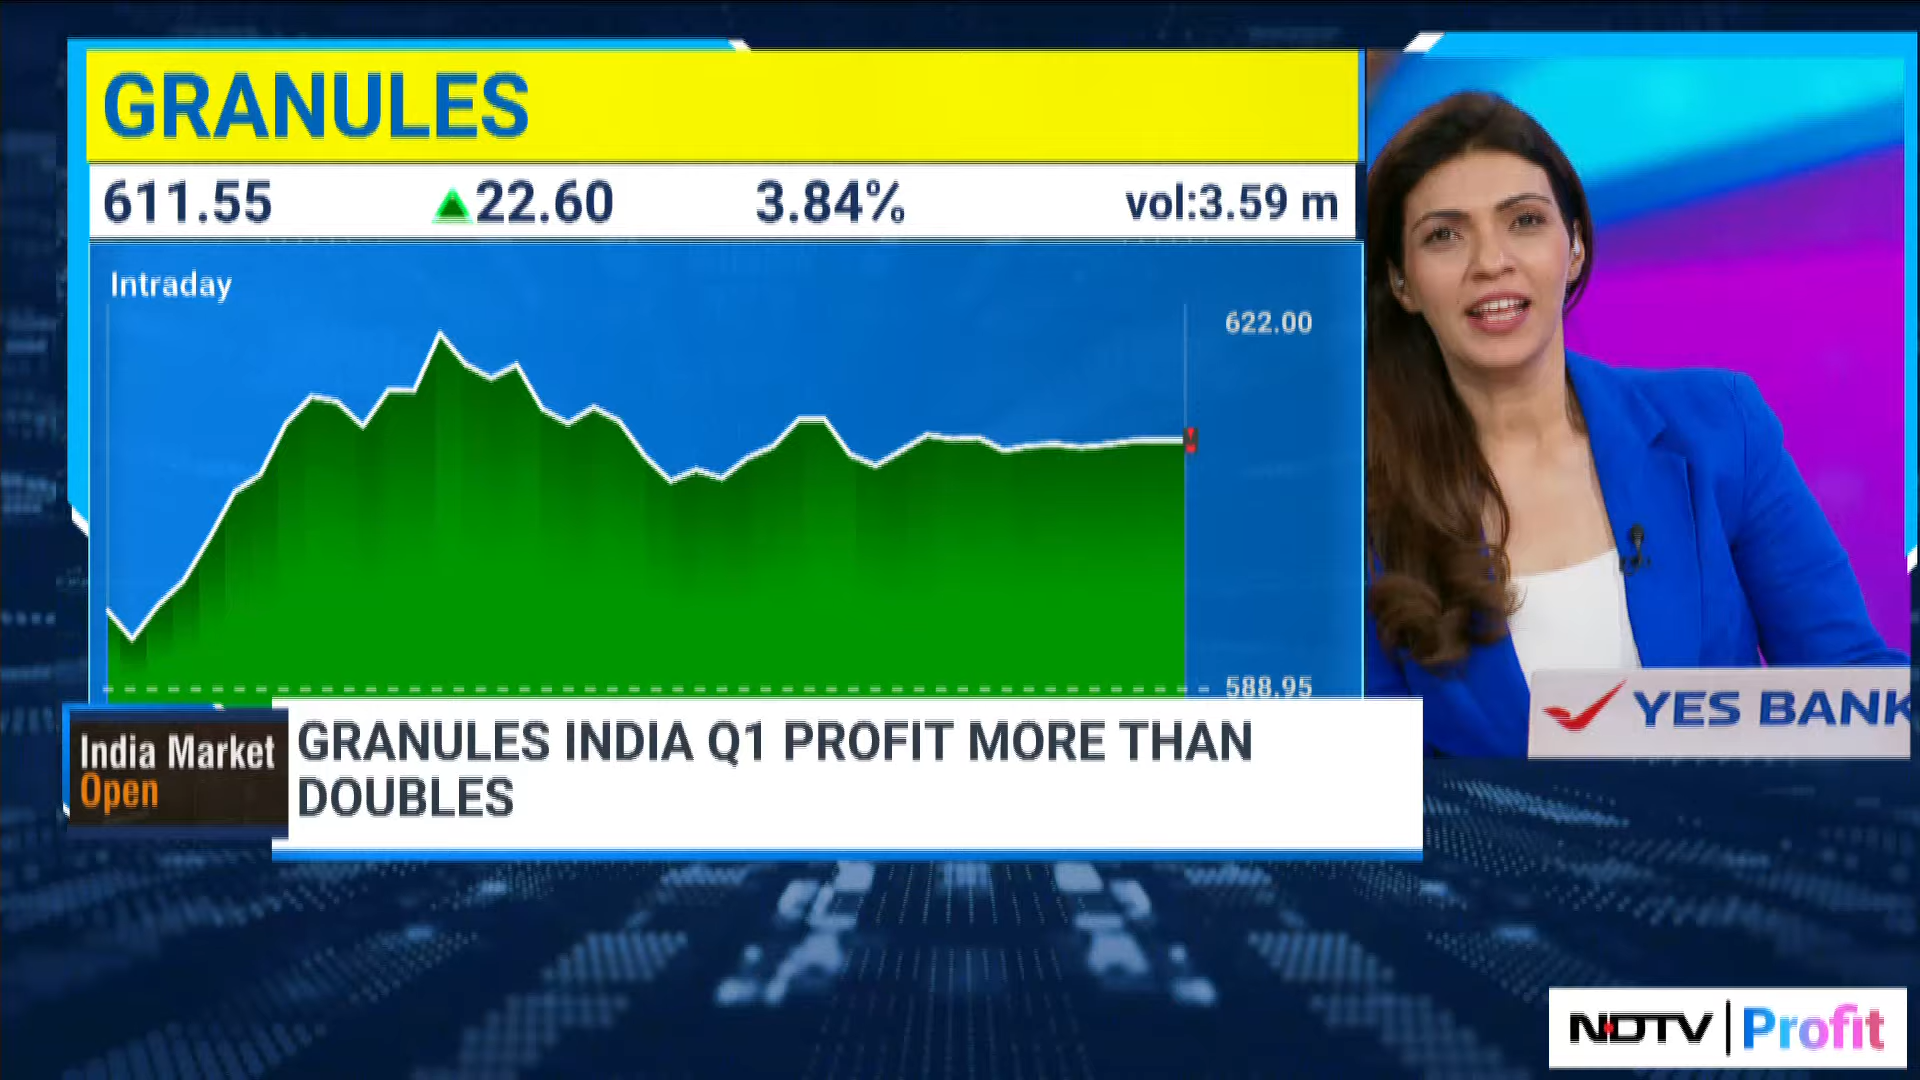 GRANULES
611.55 ▲22.60 3.84% vol:3.59 m
Intraday
622.00
588.95
India Market
Open
GRANULES INDIA Q1 PROFIT MORE THAN
DOUBLES
YES BANK
NDTV | Profit